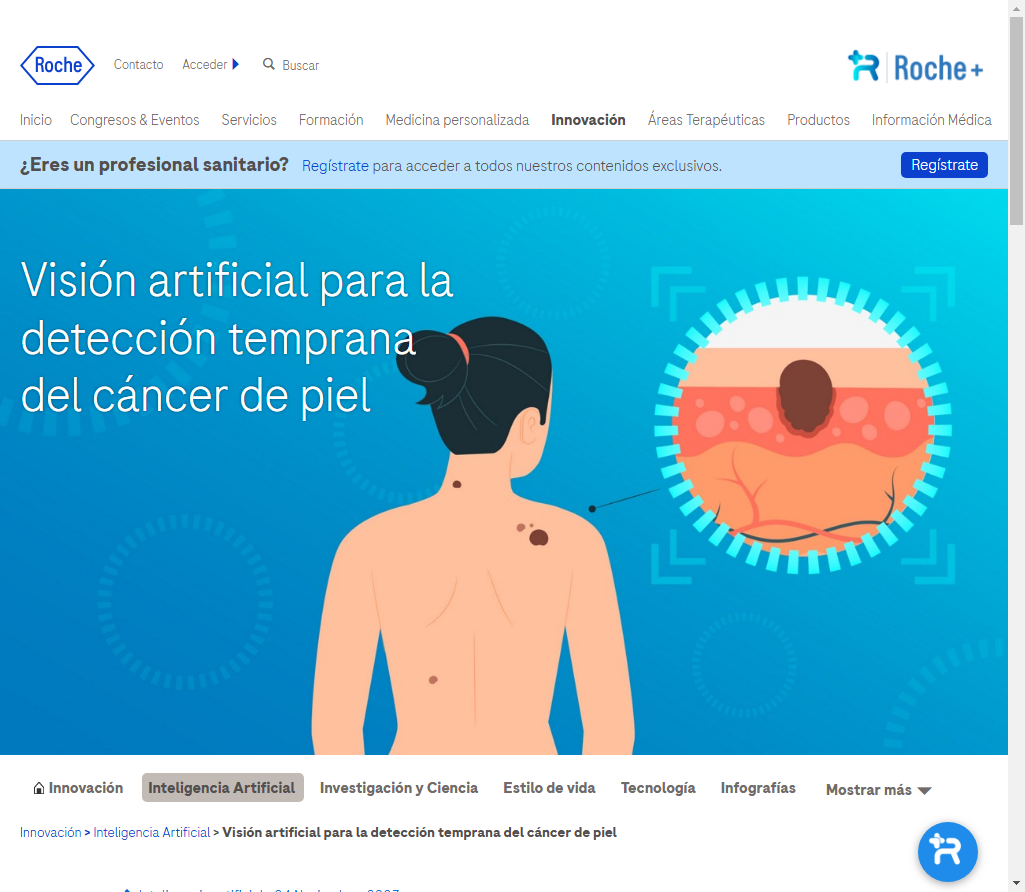 Roche
Contacto
Acceder
Buscar
Roche+
Inicio
Congresos & Eventos
Servicios
Formación
Medicina personalizada
Innovación
Áreas Terapéuticas
Productos
Información Médica
¿Eres un profesional sanitario? Regístrate para acceder a todos nuestros contenidos exclusivos.
Regístrate
Visión artificial para la
detección temprana
del cáncer de piel
Innovación
Inteligencia Artificial
Investigación y Ciencia
Estilo de vida
Tecnología
Infografías
Mostrar más
Innovación > Inteligencia Artificial > Visión artificial para la detección temprana del cáncer de piel